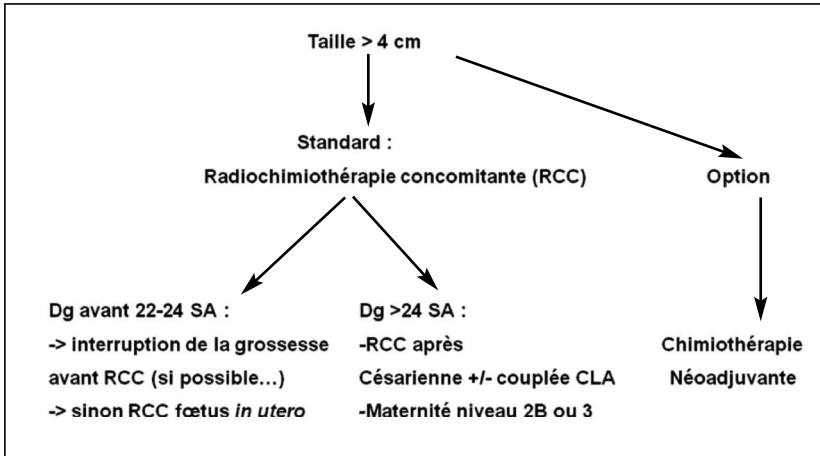 Taille > 4 cm
Standard :
Radiochimiothérapie concomitante (RCC)
Option
Dg avant 22-24 SA :
-> interruption de la grossesse
avant RCC (si possible…)
-> sinon RCC fœtus in utero
Dg >24 SA :
-RCC après
Césarienne +/- couplée CLA
-Maternité niveau 2B ou 3
Chimiothérapie
Néoadjuvante